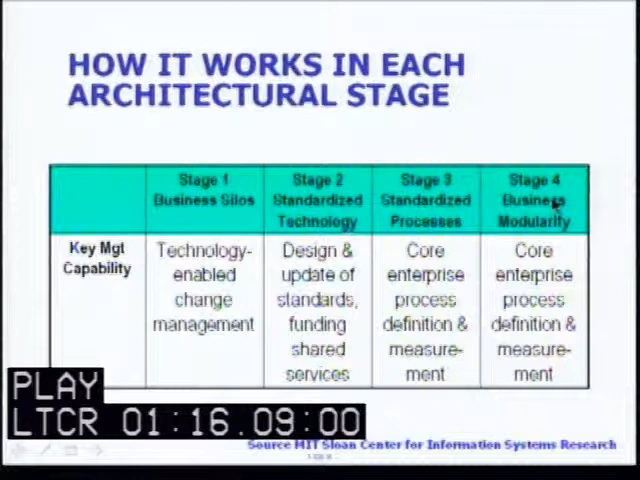 HOW IT WORKS IN EACH
ARCHITECTURAL STAGE
Stage 1
Business Silos
Stage 2
Standardized
Technology
Stage 3
Standardized
Processes
Stage 4
Business
Modularity
Key Mgt
Capability
Technology-
enabled
change
management
Design &
update of
standards,
funding
shared
services
Core
enterprise
process
definition &
measure-
ment
Core
enterprise
process
definition &
measure-
ment
PLAY
LTCR 01:16.09:00
Source MIT Sloan Center for Information Systems Research